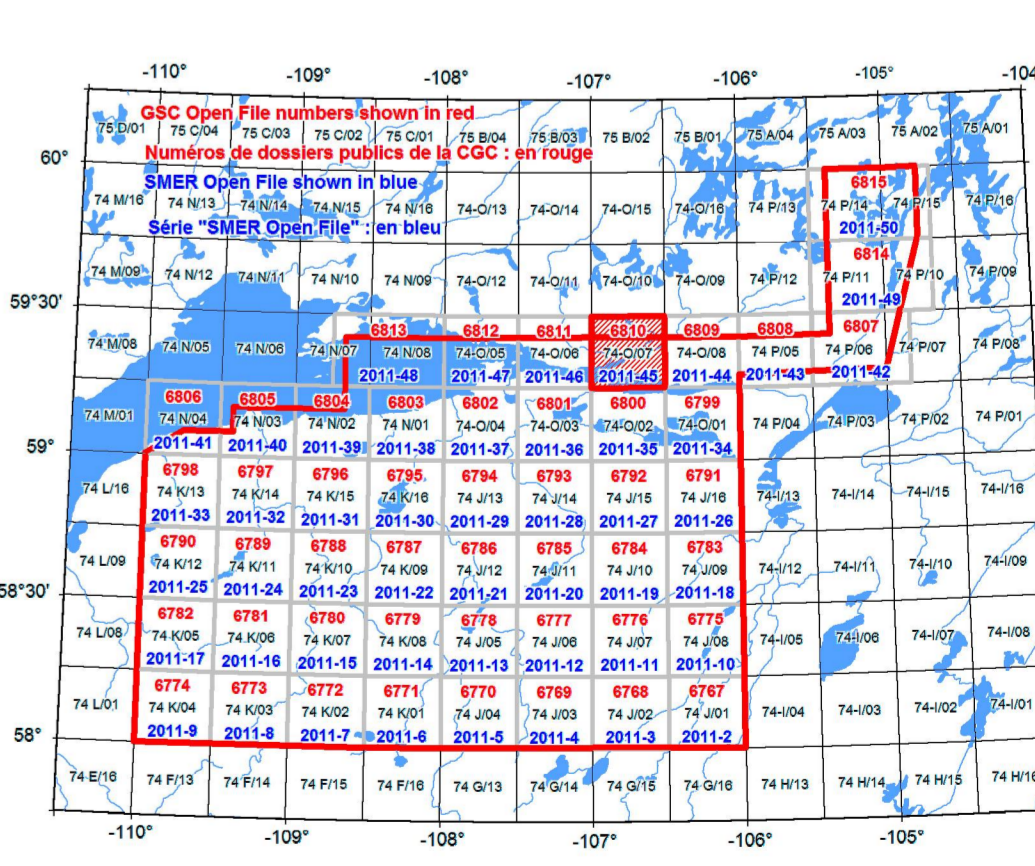 -110° -109° -108° -107° -106° -105° -104
GSC Open File numbers shown in red
75 D/01 75 C/04 75 C/03 75 C/02 75 C/01 75 B/04 75 B/03 75 B/02 75 B/01 75 A/04 75 A/03 75 A/02 75 A/01
Numéros de dossiers publics de la CGC : en rouge
60°
SMER Open File shown in blue
6815
74 M/16 74 N/13 74 N/14 74 N/15 74 N/16 74-O/13 74-O/14 74-O/15 74-O/16 74 P/13 74 P/14 74 P/15 74 P/16
Série "SMER Open File" : en bleu
2011-50
6814
74 M/09 74 N/12 74 N/11 74 N/10 74 N/09 74-O/12 74-O/11 74-O/10 74-O/09 74 P/12 74 P/11 74 P/10 74 P/09
59°30'
2011-49
6813 6812 6811 6810 6809 6808 6807
74 M/08 74 N/05 74 N/06 74 N/07 74 N/08 74-O/05 74-O/06 74-O/07 74-O/08 74 P/05 74 P/06 74 P/07 74 P/08
2011-48 2011-47 2011-46 2011-45 2011-44 2011-43 2011-42
6806 6805 6804 6803 6802 6801 6800 6799
74 M/01 74 N/04 74 N/03 74 N/02 74 N/01 74-O/04 74-O/03 74-O/02 74-O/01 74 P/04 74 P/03 74 P/02 74 P/01
59°
2011-41 2011-40 2011-39 2011-38 2011-37 2011-36 2011-35 2011-34
6798 6797 6796 6795 6794 6793 6792 6791
74 L/16 74 K/13 74 K/14 74 K/15 74 K/16 74 J/13 74 J/14 74 J/15 74 J/16 74-I/13 74-I/14 74-I/15 74-I/16
2011-33 2011-32 2011-31 2011-30 2011-29 2011-28 2011-27 2011-26
6790 6789 6788 6787 6786 6785 6784 6783
74 L/09 74 K/12 74 K/11 74 K/10 74 K/09 74 J/12 74 J/11 74 J/10 74 J/09 74-I/12 74-I/11 74-I/10 74-I/09
58°30'
2011-25 2011-24 2011-23 2011-22 2011-21 2011-20 2011-19 2011-18
6782 6781 6780 6779 6778 6777 6776 6775
74 L/08 74 K/05 74 K/06 74 K/07 74 K/08 74 J/05 74 J/06 74 J/07 74 J/08 74-I/05 74-I/06 74-I/07 74-I/08
2011-17 2011-16 2011-15 2011-14 2011-13 2011-12 2011-11 2011-10
6774 6773 6772 6771 6770 6769 6768 6767
74 L/01 74 K/04 74 K/03 74 K/02 74 K/01 74 J/04 74 J/03 74 J/02 74 J/01 74-I/04 74-I/03 74-I/02 74-I/01
58°
2011-9 2011-8 2011-7 2011-6 2011-5 2011-4 2011-3 2011-2
74 E/16 74 F/13 74 F/14 74 F/15 74 F/16 74 G/13 74 G/14 74 G/15 74 G/16 74 H/13 74 H/14 74 H/15 74 H/16
-110° -109° -108° -107° -106° -105°